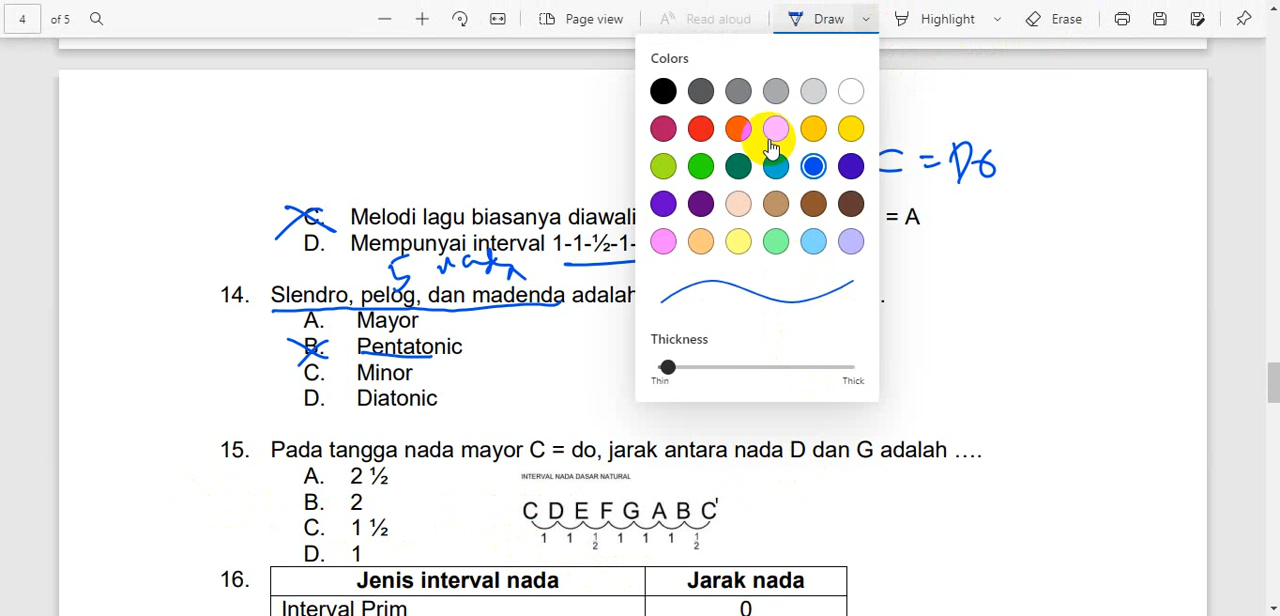 4 of 5 Page view Read aloud Draw Highlight Erase
Colors
C = Do
C. Melodi lagu biasanya diawali = A
D. Mempunyai interval 1-1-½-1-
5 nada
14. Slendro, pelog, dan madenda adalah .
A. Mayor
B. Pentatonic
C. Minor
D. Diatonic
Thickness
Thin Thick
15. Pada tangga nada mayor C = do, jarak antara nada D dan G adalah ….
A. 2 ½
B. 2
C. 1 ½
D. 1
INTERVAL NADA DASAR NATURAL
C D E F G A B C'
1 1 ½ 1 1 1 ½
16. Jenis interval nada Jarak nada
Interval Prim 0